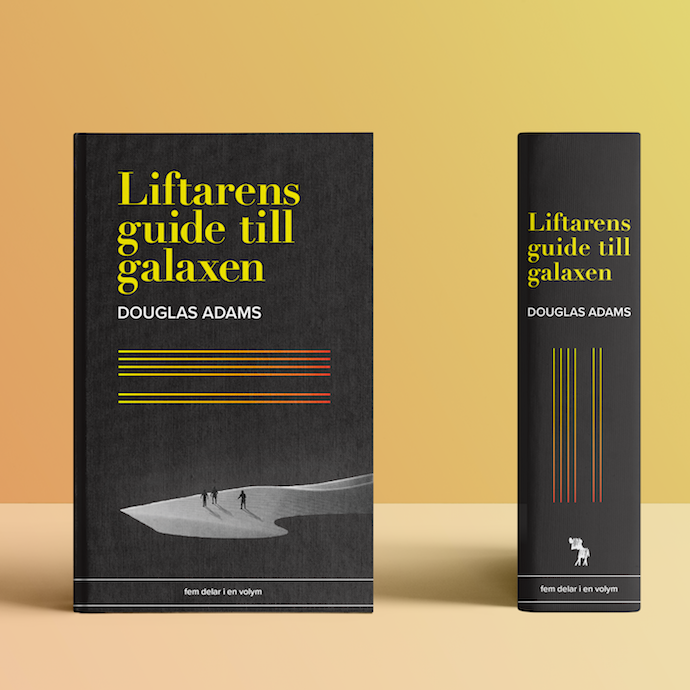 Liftarens
guide till
galaxen
DOUGLAS ADAMS
fem delar i en volym
Liftarens
guide till
galaxen
DOUGLAS ADAMS
fem delar i en volym